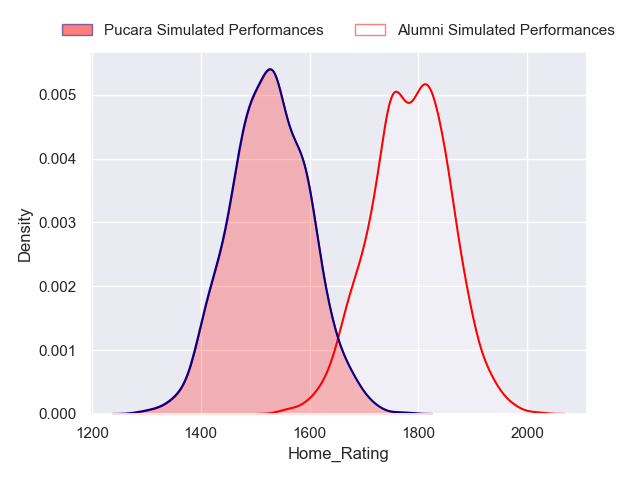 Pucara Simulated Performances Alumni Simulated Performances
0.005
0.004
0.003
0.002
0.001
0.000
Density
1200 1400 1600 1800 2000
Home_Rating